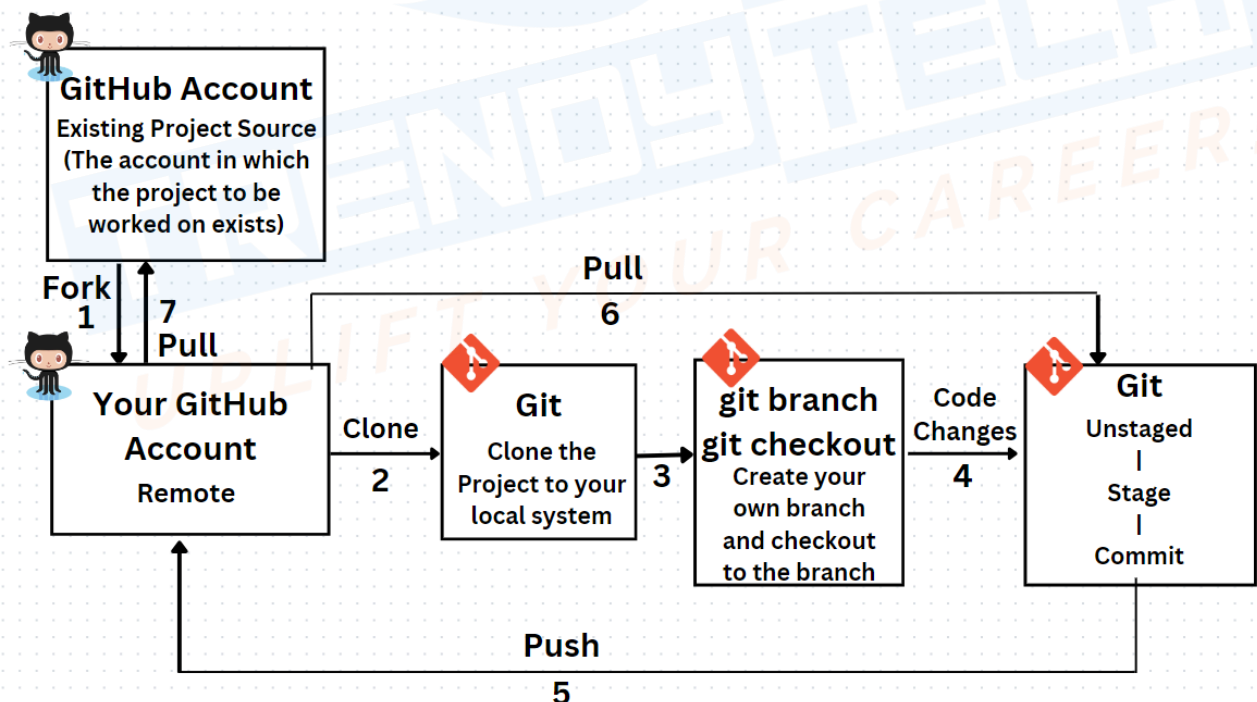 GitHub Account
Existing Project Source
(The account in which
the project to be
worked on exists)
Fork
1
7
Pull
Pull
6
Your GitHub
Account
Remote
Clone
2
Git
Clone the
Project to your
local system
3
git branch
git checkout
Create your
own branch
and checkout
to the branch
Code
Changes
4
Git
Unstaged
|
Stage
|
Commit
Push
5
UPLIFT YOUR CAREER